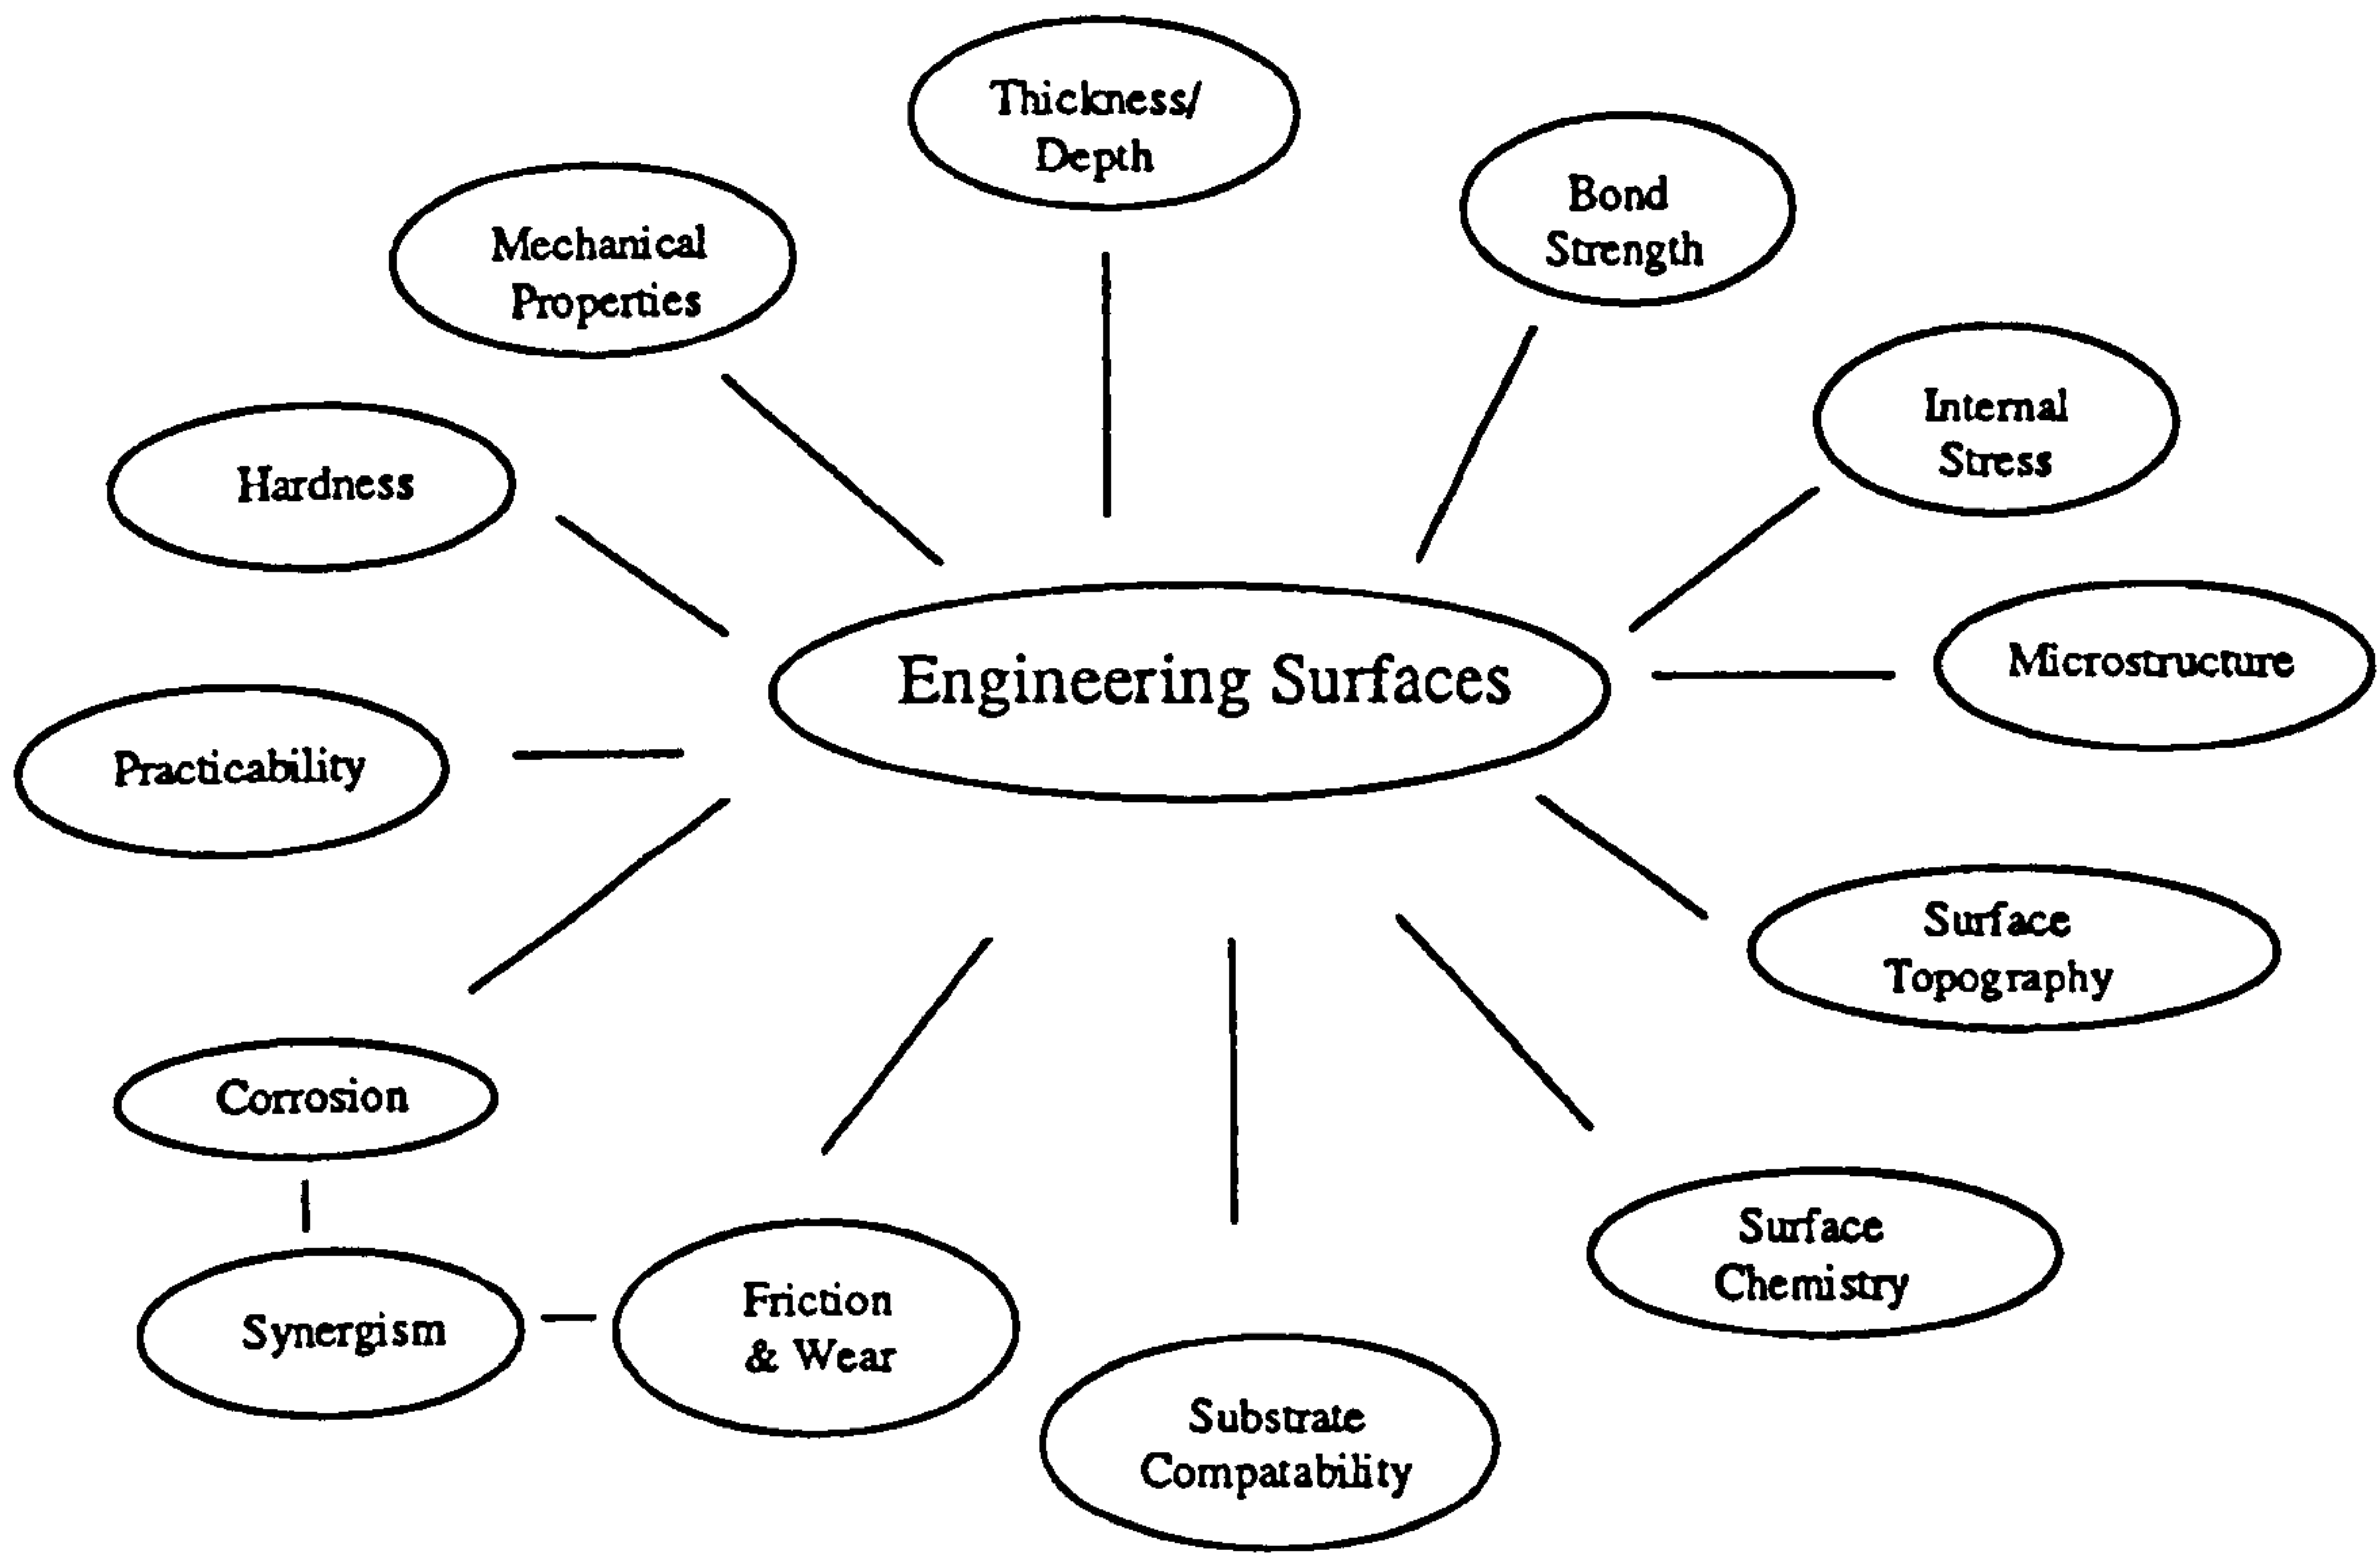 Thickness/
Depth
Bond
Strength
Mechanical
Properties
Internal
Stress
Hardness
Engineering Surfaces
Microstructure
Practicability
Surface
Topography
Corrosion
Surface
Chemistry
Synergism
Friction
& Wear
Substrate
Compatability